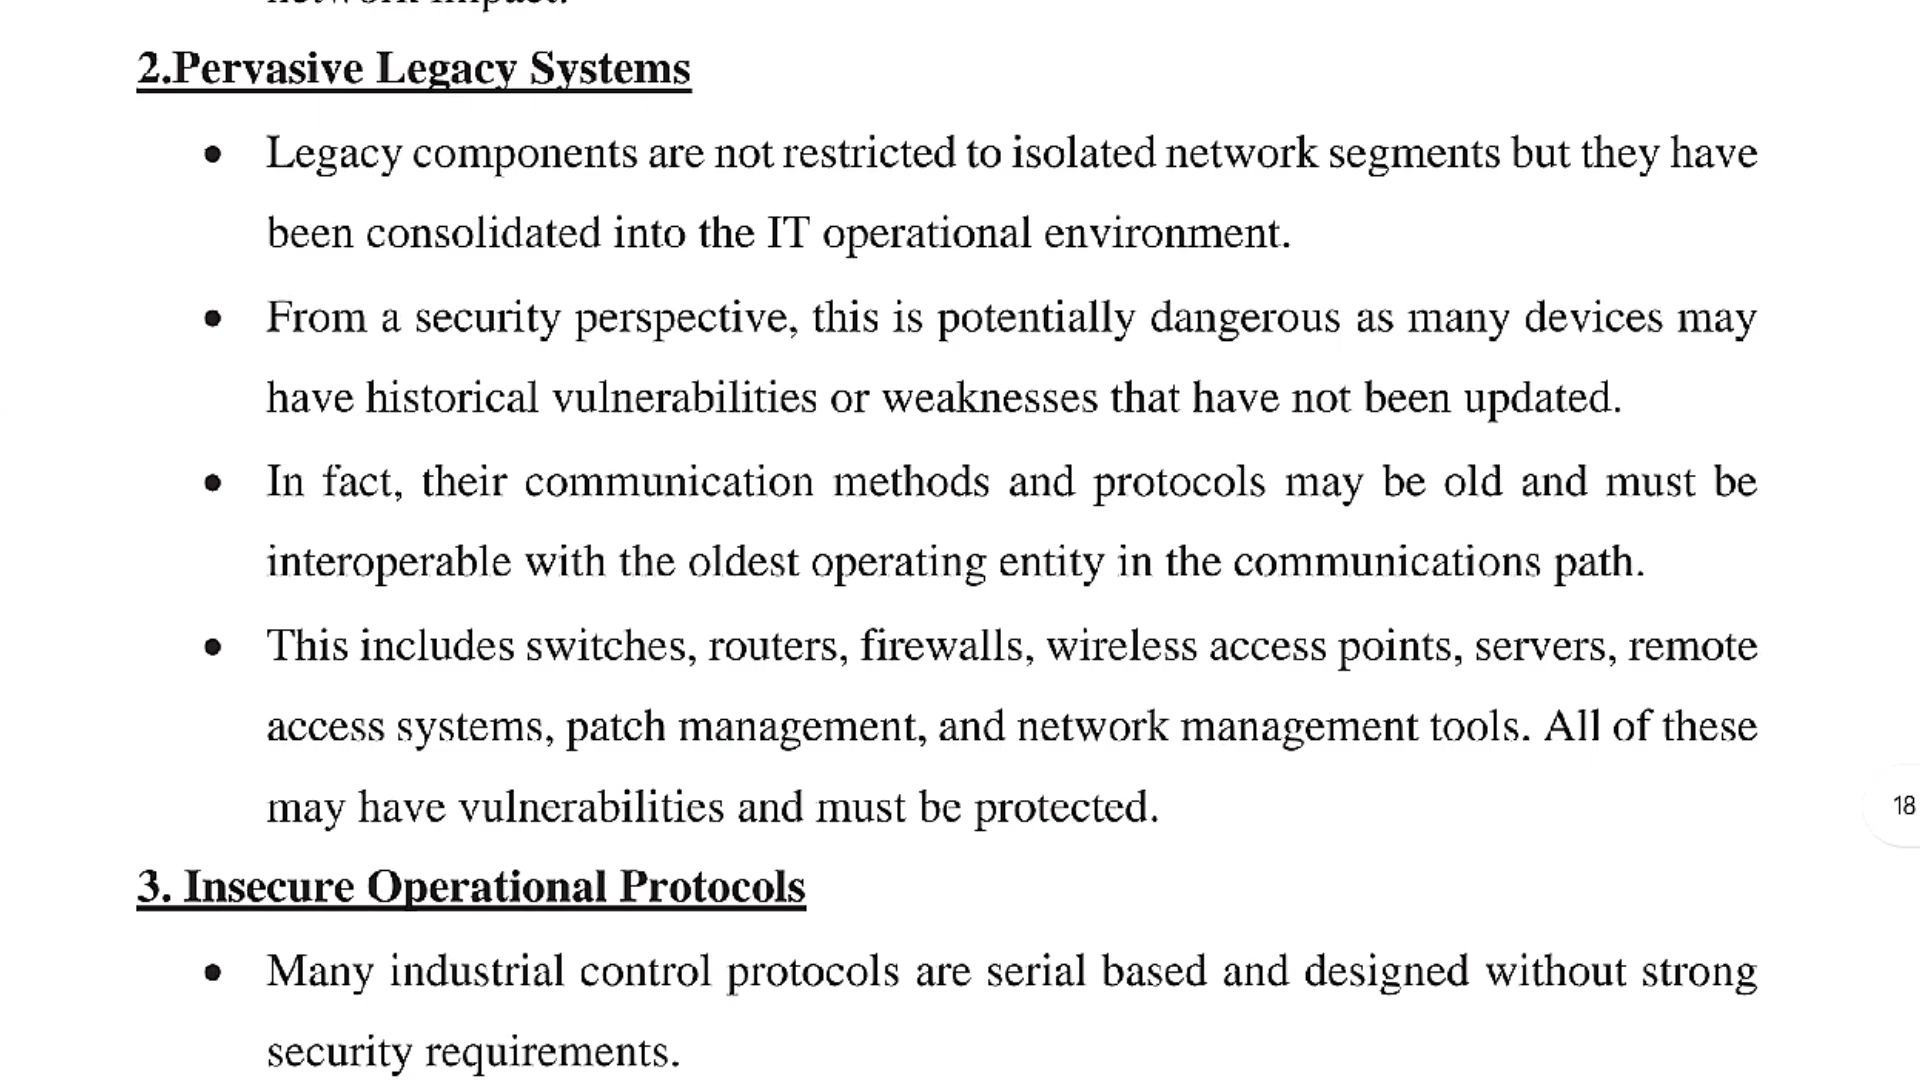 network impact.
2.Pervasive Legacy Systems
• Legacy components are not restricted to isolated network segments but they have
been consolidated into the IT operational environment.
• From a security perspective, this is potentially dangerous as many devices may
have historical vulnerabilities or weaknesses that have not been updated.
• In fact, their communication methods and protocols may be old and must be
interoperable with the oldest operating entity in the communications path.
• This includes switches, routers, firewalls, wireless access points, servers, remote
access systems, patch management, and network management tools. All of these
may have vulnerabilities and must be protected.
18
3. Insecure Operational Protocols
• Many industrial control protocols are serial based and designed without strong
security requirements.